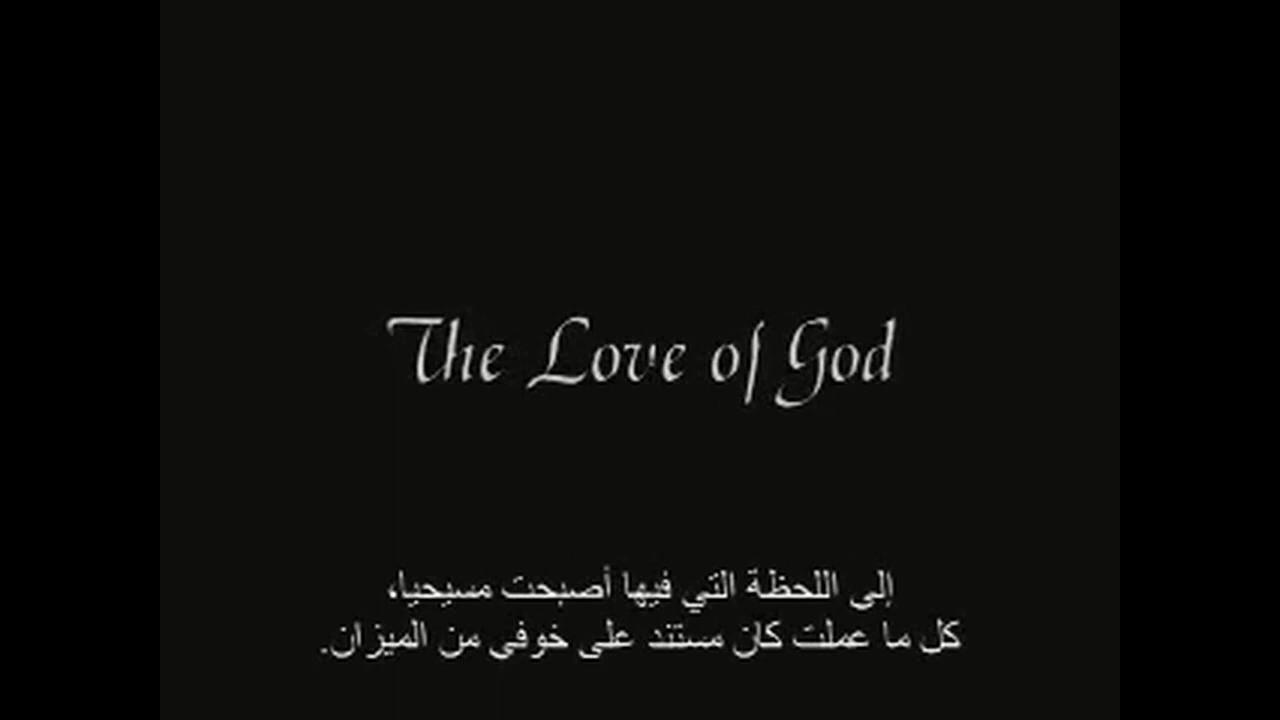 The Love of God
إلى اللحظة التي فيها أصبحت مسيحيا،
كل ما عملت كان مستند على خوفي من الميزان.